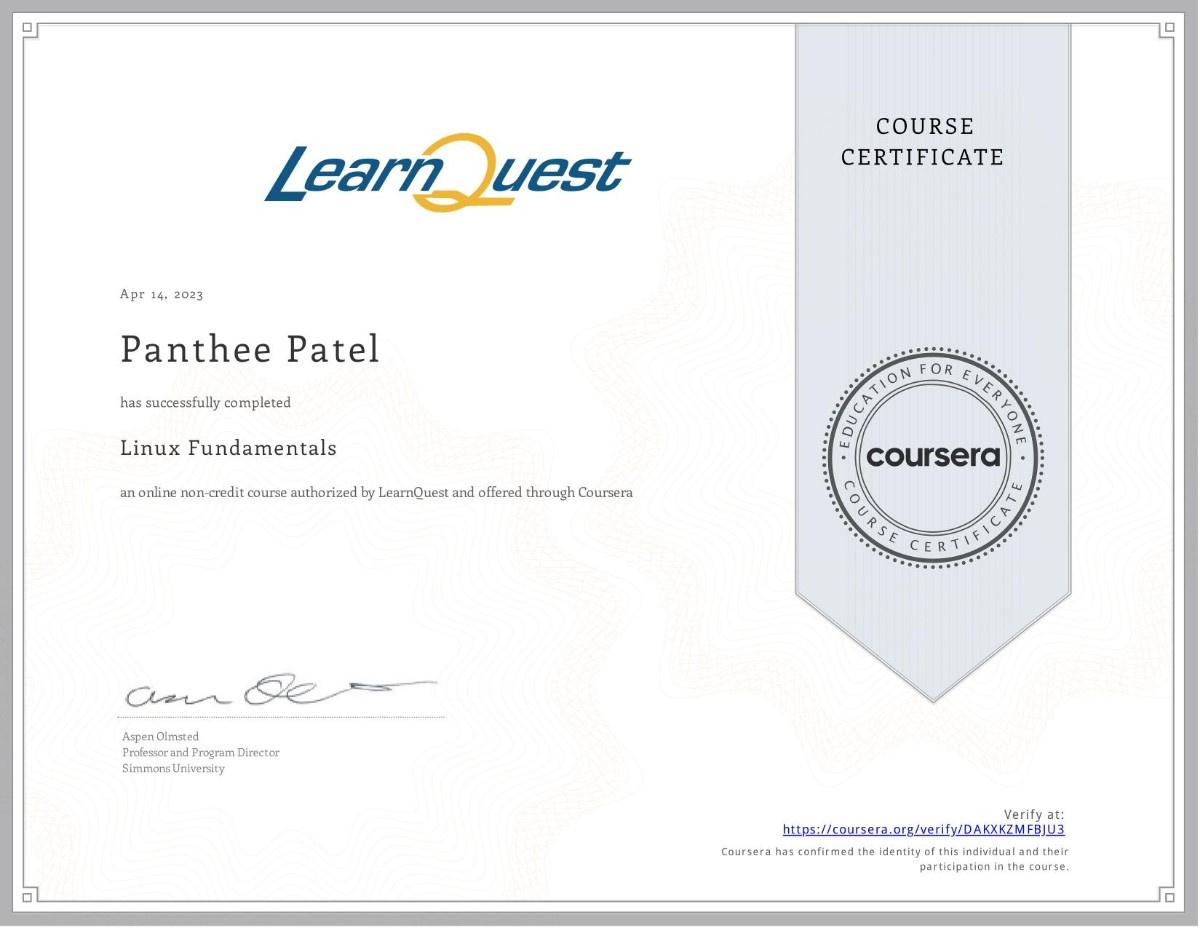 LearnQuest
COURSE
CERTIFICATE
Apr 14, 2023
Panthee Patel
has successfully completed
Linux Fundamentals
an online non-credit course authorized by LearnQuest and offered through Coursera
EDUCATION FOR EVERYONE
coursera
COURSE CERTIFICATE
Aspen Olmsted
Professor and Program Director
Simmons University
Verify at:
https://coursera.org/verify/DAKXKZMFBJU3
Coursera has confirmed the identity of this individual and their
participation in the course.